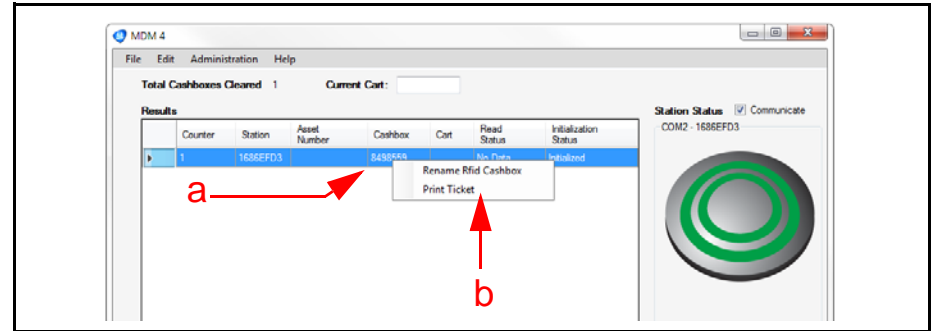 MDM 4
File Edit Administration Help
Total Cashboxes Cleared 1 Current Cart:
Results
Station Status Communicate
COM2 - 1686EFD3
Counter Station Asset Number Cashbox Cart Read Status Initialization Status
1 1686EFD3 8498559 No Data Initialized
Rename Rfid Cashbox
Print Ticket
a
b